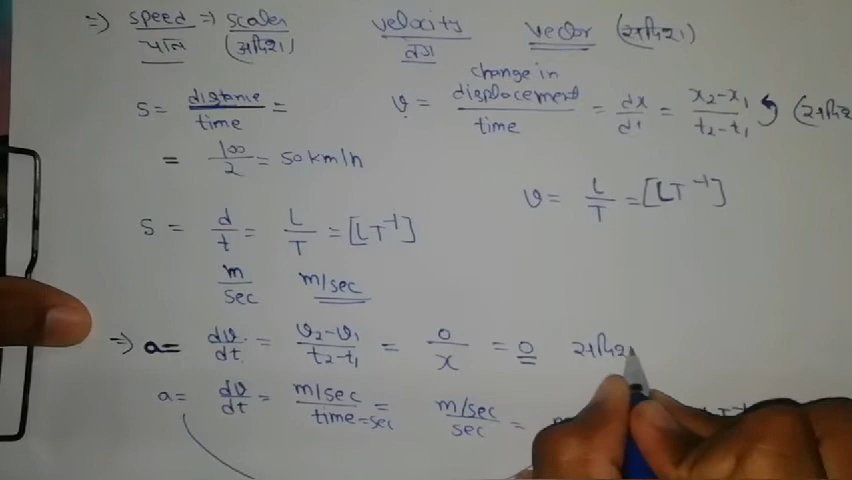 => speed => scaler velocity vector (सदिश)
चाल (अदिश) वेग
S = distance/time = v = change in displacement/time = dx/dt = x₂-x₁/t₂-t₁
= 100/2 = 50 km/h
v = L/T = [LT⁻¹]
S = d/t = L/T = [LT⁻¹]
m/sec m/sec
=> a = dv/dt = v₂-v₁/t₂-t₁ = 0/x = 0 सदिश
a = dv/dt = m/sec/time=sec = m/sec/sec =